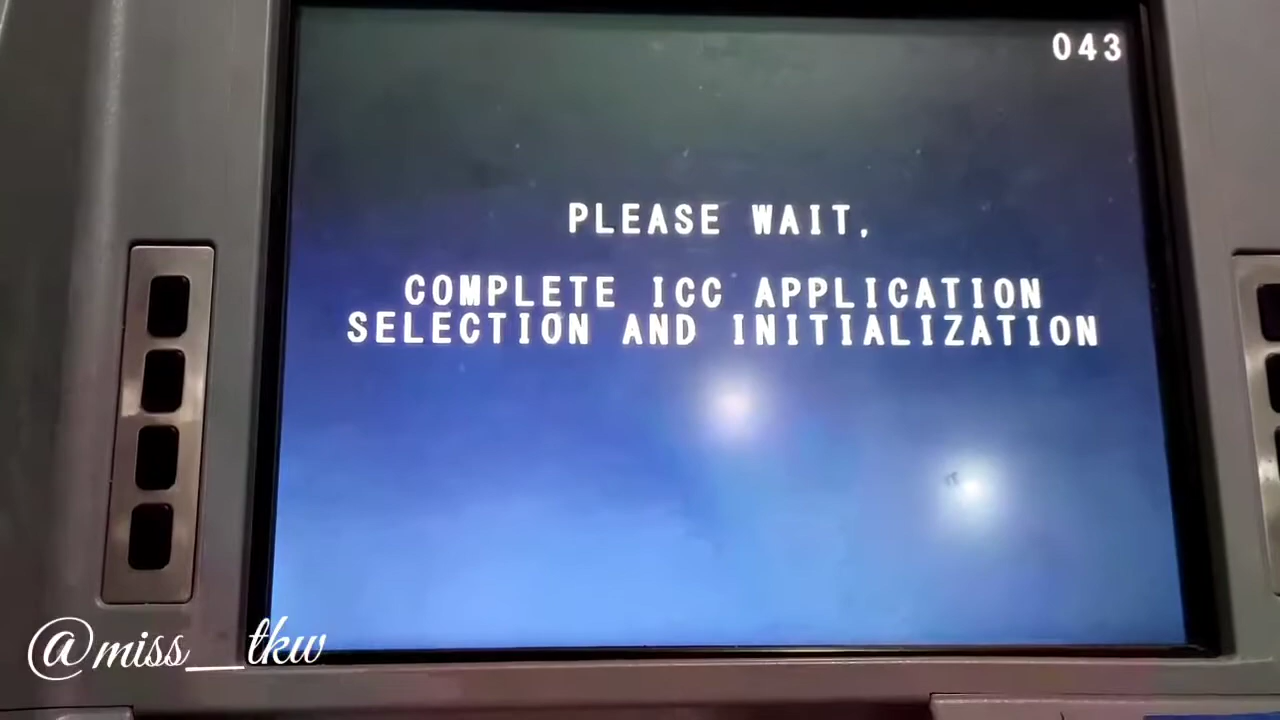 043
PLEASE WAIT,
COMPLETE ICC APPLICATION
SELECTION AND INITIALIZATION
@miss__tkw